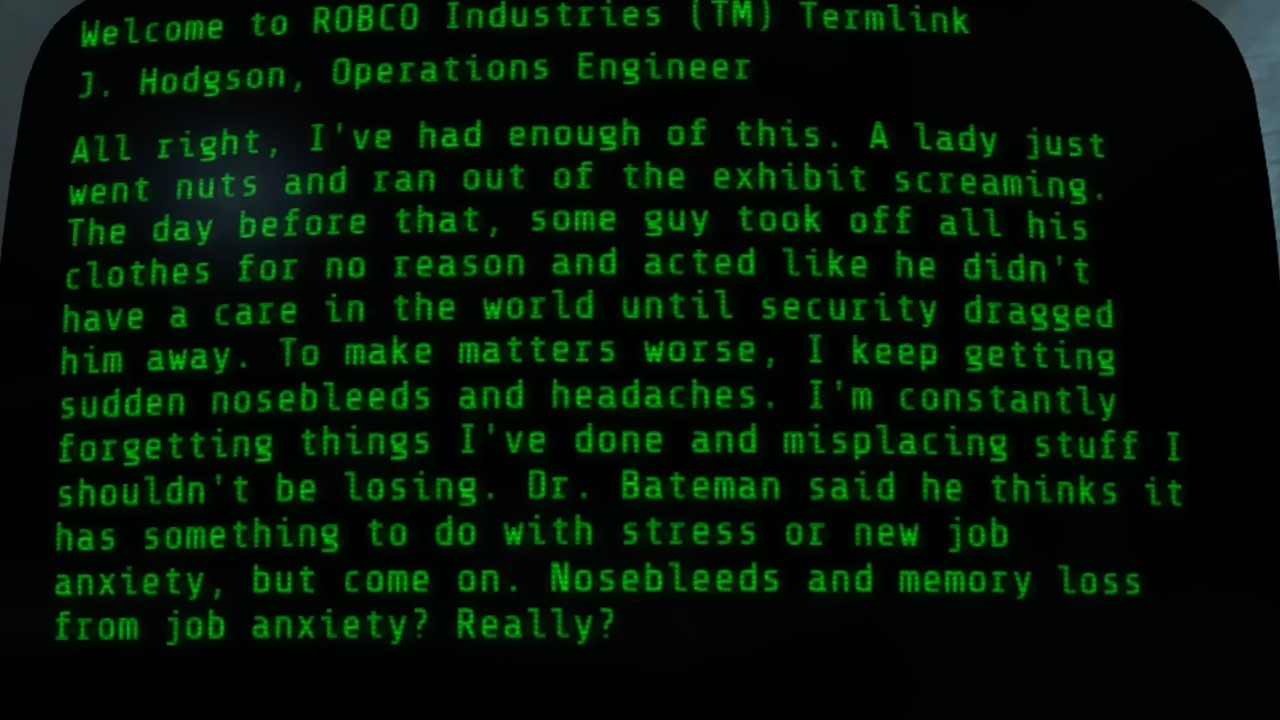 Welcome to ROBCO Industries (TM) Termlink
J. Hodgson, Operations Engineer
All right, I've had enough of this. A lady just
went nuts and ran out of the exhibit screaming.
The day before that, some guy took off all his
clothes for no reason and acted like he didn't
have a care in the world until security dragged
him away. To make matters worse, I keep getting
sudden nosebleeds and headaches. I'm constantly
forgetting things I've done and misplacing stuff I
shouldn't be losing. Dr. Bateman said he thinks it
has something to do with stress or new job
anxiety, but come on. Nosebleeds and memory loss
from job anxiety? Really?